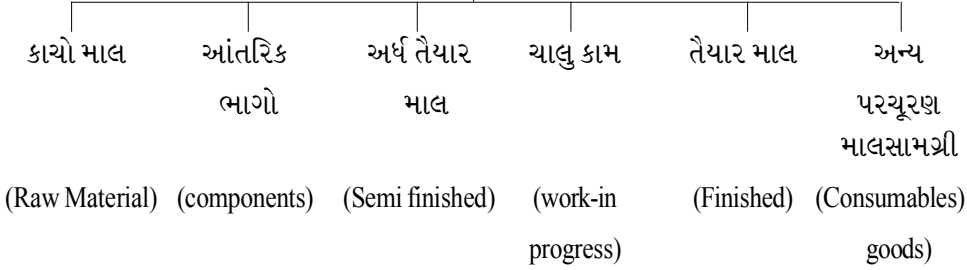 કાચો માલ આંતરિક અર્ધ તૈયાર ચાલુ કામ તૈયાર માલ અન્ય
ભાગો માલ પરચૂરણ
માલસામગ્રી
(Raw Material) (components) (Semi finished) (work-in (Finished) (Consumables)
progress) goods)